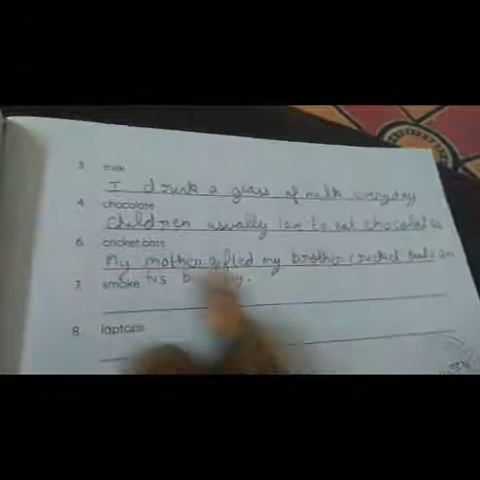 3. milk
I drink a glass of milk everyday
4. chocolate
Children usually love to eat chocolates
6. cricket bats
My mother gifted my brother cricket bats on
7. smoke his
8. laptops